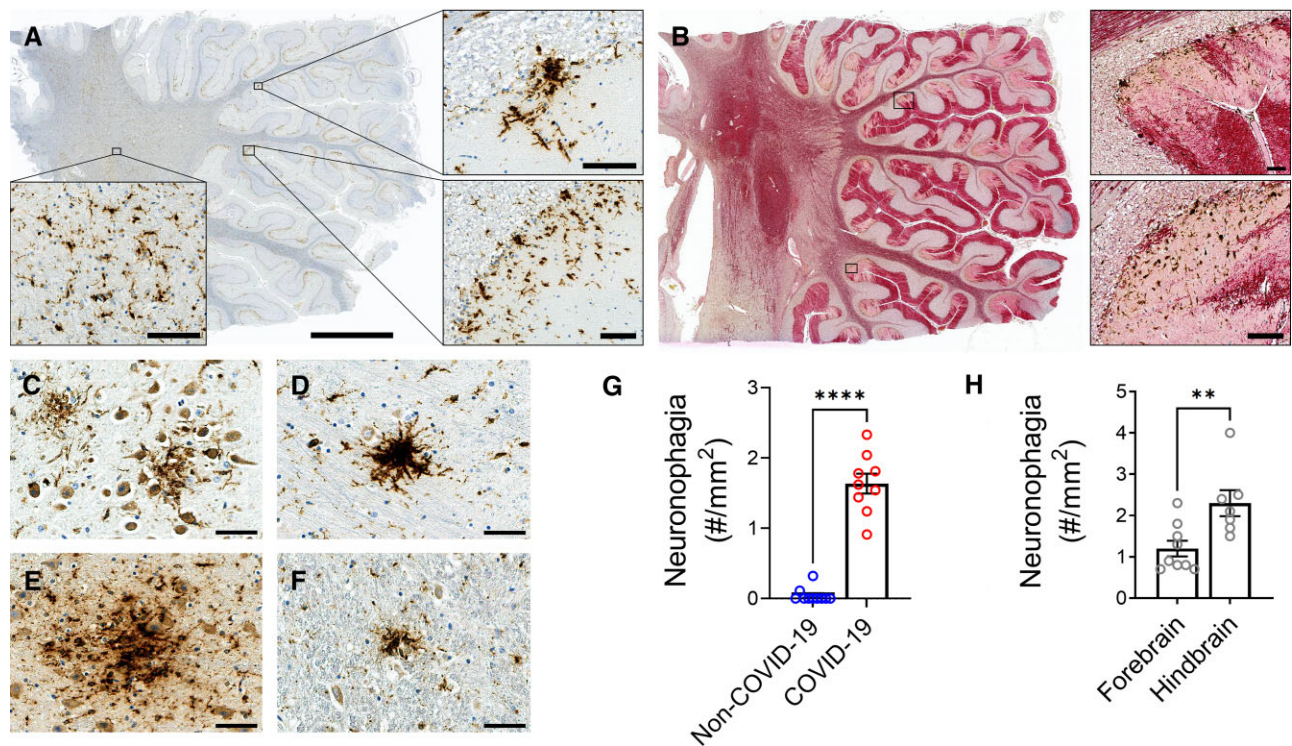 A
B
C
D
E
F
G
Neuronophagia
(#/mm²)
3
2
1
0
****
Non-COVID-19
COVID-19
H
Neuronophagia
(#/mm²)
5
4
3
2
1
0
**
Forebrain
Hindbrain